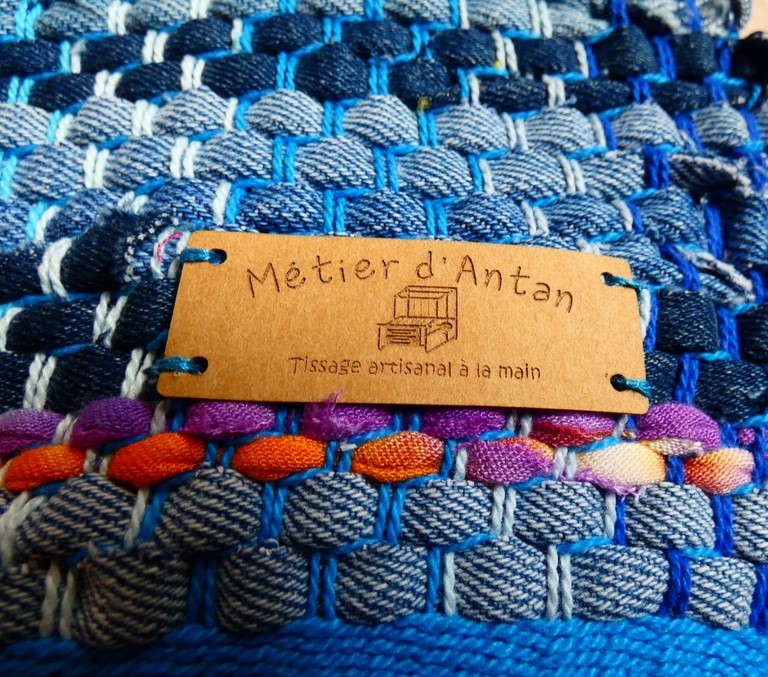 Métier d'Antan
Tissage artisanal à la main